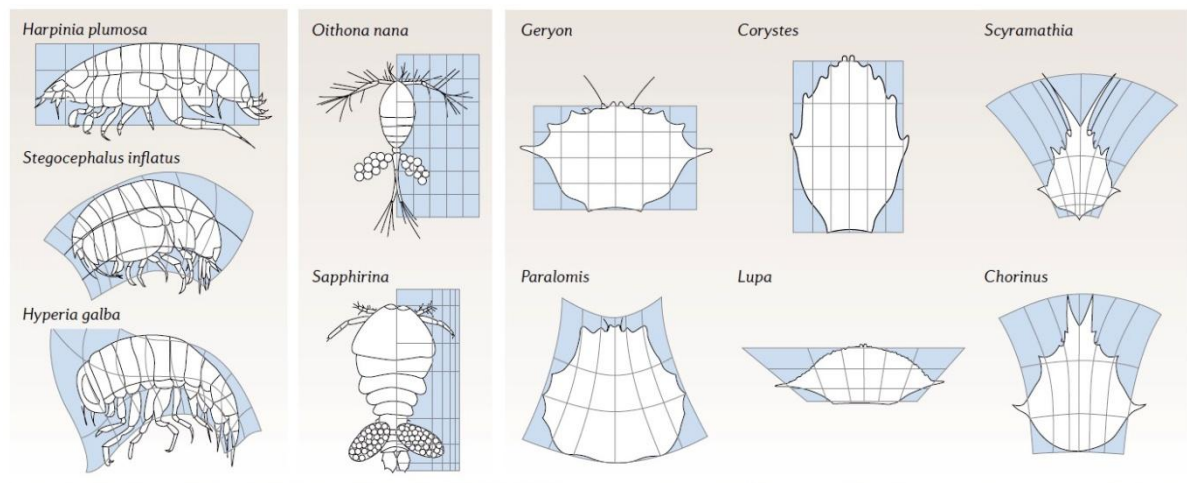 Harpinia plumosa
Stegocephalus inflatus
Hyperia galba
Oithona nana
Sapphirina
Geryon
Corystes
Scyramathia
Paralomis
Lupa
Chorinus